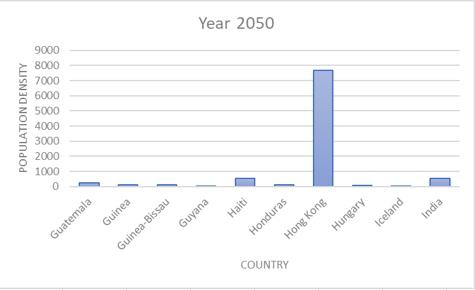 Year 2050
POPULATION DENSITY
9000
8000
7000
6000
5000
4000
3000
2000
1000
0
Guatemala
Guinea
Guinea-Bissau
Guyana
Haiti
Honduras
Hong Kong
Hungary
Iceland
India
COUNTRY